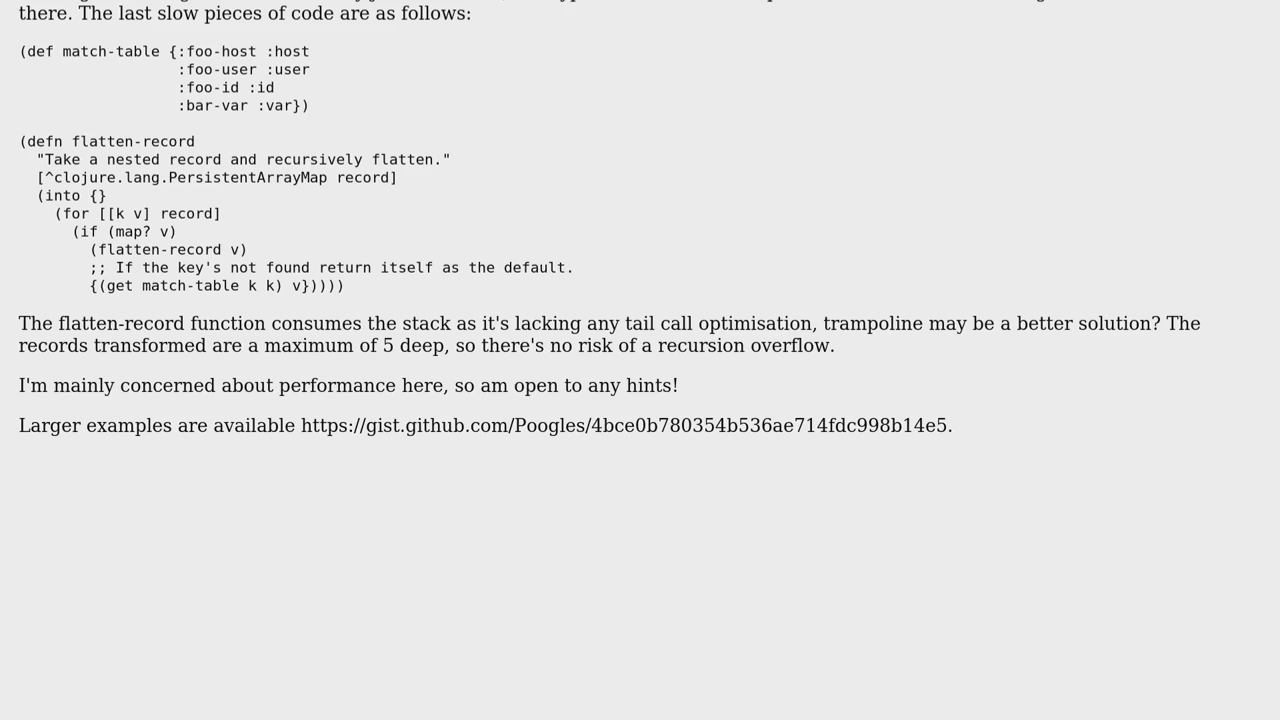 there. The last slow pieces of code are as follows:
(def match-table {:foo-host :host
:foo-user :user
:foo-id :id
:bar-var :var})
(defn flatten-record
"Take a nested record and recursively flatten."
[^clojure.lang.PersistentArrayMap record]
(into {}
(for [[k v] record]
(if (map? v)
(flatten-record v)
;; If the key's not found return itself as the default.
{(get match-table k k) v}))))
The flatten-record function consumes the stack as it's lacking any tail call optimisation, trampoline may be a better solution? The
records transformed are a maximum of 5 deep, so there's no risk of a recursion overflow.
I'm mainly concerned about performance here, so am open to any hints!
Larger examples are available https://gist.github.com/Poogles/4bce0b780354b536ae714fdc998b14e5.